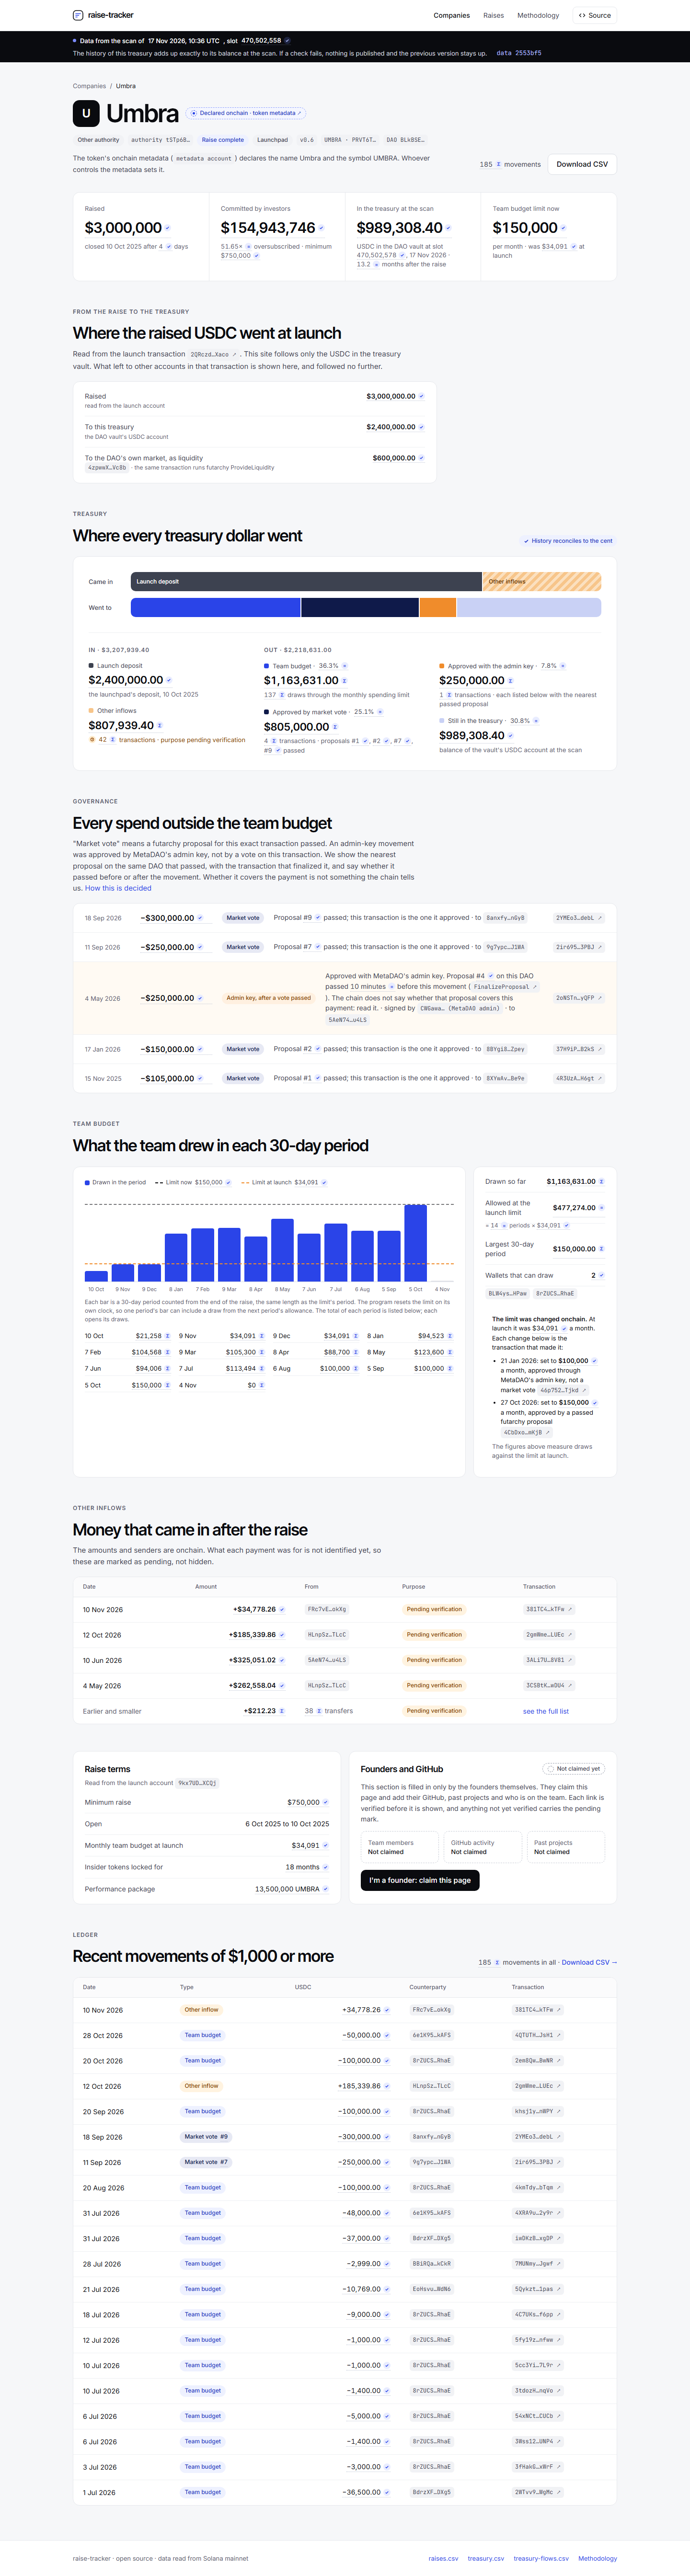 raise-tracker
Companies Raises Methodology Source
Data from the scan of 17 Nov 2026, 10:36 UTC , slot 470,502,558
The history of this treasury adds up exactly to its balance at the scan. If a check fails, nothing is published and the previous version stays up. data 2553bf5
Companies / Umbra
U Umbra Declared onchain · token metadata ↗
Other authority Raise complete Launchpad v0.6
The token's onchain metadata ( metadata account ) declares the name Umbra and the symbol UMBRA. Whoever
controls the metadata sets it.
185 Σ movements Download CSV
Raised
$3,000,000
closed 10 Oct 2025 after 4 days
Committed by investors
$154,943,746
51.65× oversubscribed · minimum
$750,000
In the treasury at the scan
$989,308.40
USDC in the DAO vault at slot
470,502,578 , 17 Nov 2026 ·
13.2 months after the raise
Team budget limit now
$150,000
per month · was $34,091 at
launch
FROM THE RAISE TO THE TREASURY
Where the raised USDC went at launch
Read from the launch transaction . This site follows only the USDC in the treasury
vault. What left to other accounts in that transaction is shown here, and followed no further.
Raised $3,000,000.00
read from the launch account
To this treasury $2,400,000.00
the DAO vault's USDC account
To the DAO's own market, as liquidity $600,000.00
· the same transaction runs futarchy ProvideLiquidity
TREASURY
Where every treasury dollar went
History reconciles to the cent
Came in Launch deposit Other inflows
Went to
IN · $3,207,939.40
Launch deposit
$2,400,000.00
the launchpad's deposit, 10 Oct 2025
Other inflows
$807,939.40 Σ
42 Σ transactions · purpose pending verification
OUT · $2,218,631.00
Team budget · 36.3%
$1,163,631.00 Σ
137 Σ draws through the monthly spending limit
Approved by market vote · 25.1%
$805,000.00 Σ
4 Σ transactions · proposals #1 , #2 , #7 ,
#9 passed
Approved with the admin key · 7.8%
$250,000.00 Σ
1 Σ transactions · each listed below with the nearest
passed proposal
Still in the treasury · 30.8%
$989,308.40
balance of the vault's USDC account at the scan
GOVERNANCE
Every spend outside the team budget
"Market vote" means a futarchy proposal for this exact transaction passed. An admin-key movement
was approved by MetaDAO's admin key, not by a vote on this transaction. We show the nearest
proposal on the same DAO that passed, with the transaction that finalized it, and say whether it
passed before or after the movement. Whether it covers the payment is not something the chain tells
us. How this is decided
18 Sep 2026 −$300,000.00 Market vote Proposal #9 passed; this transaction is the one it approved · to
11 Sep 2026 −$250,000.00 Market vote Proposal #7 passed; this transaction is the one it approved · to
4 May 2026 −$250,000.00 Admin key, after a vote passed
Approved with MetaDAO's admin key. Proposal #4 on this DAO
passed 10 minutes before this movement ( FinalizeProposal ↗
). The chain does not say whether that proposal covers this
payment: read it. · signed by (MetaDAO admin) · to
17 Jan 2026 −$150,000.00 Market vote Proposal #2 passed; this transaction is the one it approved · to
15 Nov 2025 −$105,000.00 Market vote Proposal #1 passed; this transaction is the one it approved · to
TEAM BUDGET
What the team drew in each 30-day period
Drawn in the period Limit now $150,000 Limit at launch $34,091
10 Oct 9 Nov 9 Dec 8 Jan 7 Feb 9 Mar 8 Apr 8 May 7 Jun 7 Jul 6 Aug 5 Sep 5 Oct 4 Nov
Each bar is a 30-day period counted from the end of the raise, the same length as the limit's period. The program resets the limit on its
own clock, so one period's bar can include a draw from the next period's allowance. The total of each period is listed below; each
opens its draws.
10 Oct $21,258 Σ 9 Nov $34,091 Σ 9 Dec $34,091 Σ 8 Jan $94,523 Σ
7 Feb $104,568 Σ 9 Mar $105,300 Σ 8 Apr $88,700 Σ 8 May $123,600 Σ
7 Jun $94,006 Σ 7 Jul $113,494 Σ 6 Aug $100,000 Σ 5 Sep $100,000 Σ
5 Oct $150,000 Σ 4 Nov $0 Σ
Drawn so far $1,163,631.00 Σ
Allowed at the
launch limit $477,274.00
= 14 periods × $34,091
Largest 30-day
period $150,000.00 Σ
Wallets that can draw 2
The limit was changed onchain. At
launch it was $34,091 a month.
Each change below is the
transaction that made it:
• 21 Jan 2026: set to $100,000
a month, approved through
MetaDAO's admin key, not a
market vote
• 27 Oct 2026: set to $150,000
a month, approved by a passed
futarchy proposal
The figures above measure draws
against the limit at launch.
OTHER INFLOWS
Money that came in after the raise
The amounts and senders are onchain. What each payment was for is not identified yet, so
these are marked as pending, not hidden.
Date Amount From Purpose Transaction
10 Nov 2026 +$34,778.26 Pending verification
12 Oct 2026 +$185,339.86 Pending verification
10 Jun 2026 +$325,051.02 Pending verification
4 May 2026 +$262,558.04 Pending verification
Earlier and smaller +$212.23 Σ 38 Σ transfers Pending verification see the full list
Raise terms
Read from the launch account
Minimum raise $750,000
Open 6 Oct 2025 to 10 Oct 2025
Monthly team budget at launch $34,091
Insider tokens locked for 18 months
Performance package 13,500,000 UMBRA
Founders and GitHub Not claimed yet
This section is filled in only by the founders themselves. They claim this
page and add their GitHub, past projects and who is on the team. Each link is
verified before it is shown, and anything not yet verified carries the pending
mark.
Team members
Not claimed
GitHub activity
Not claimed
Past projects
Not claimed
I'm a founder: claim this page
LEDGER
Recent movements of $1,000 or more
185 Σ movements in all · Download CSV →
Date Type USDC Counterparty Transaction
10 Nov 2026 Other inflow +34,778.26
28 Oct 2026 Team budget −50,000.00
20 Oct 2026 Team budget −100,000.00
12 Oct 2026 Other inflow +185,339.86
20 Sep 2026 Team budget −100,000.00
18 Sep 2026 Market vote #9 −300,000.00
11 Sep 2026 Market vote #7 −250,000.00
20 Aug 2026 Team budget −100,000.00
31 Jul 2026 Team budget −48,000.00
31 Jul 2026 Team budget −37,000.00
28 Jul 2026 Team budget −2,999.00
21 Jul 2026 Team budget −10,769.00
18 Jul 2026 Team budget −9,000.00
12 Jul 2026 Team budget −1,000.00
10 Jul 2026 Team budget −1,000.00
10 Jul 2026 Team budget −1,400.00
6 Jul 2026 Team budget −5,000.00
6 Jul 2026 Team budget −1,400.00
3 Jul 2026 Team budget −3,000.00
1 Jul 2026 Team budget −36,500.00
raise-tracker · open source · data read from Solana mainnet
raises.csv treasury.csv treasury-flows.csv Methodology